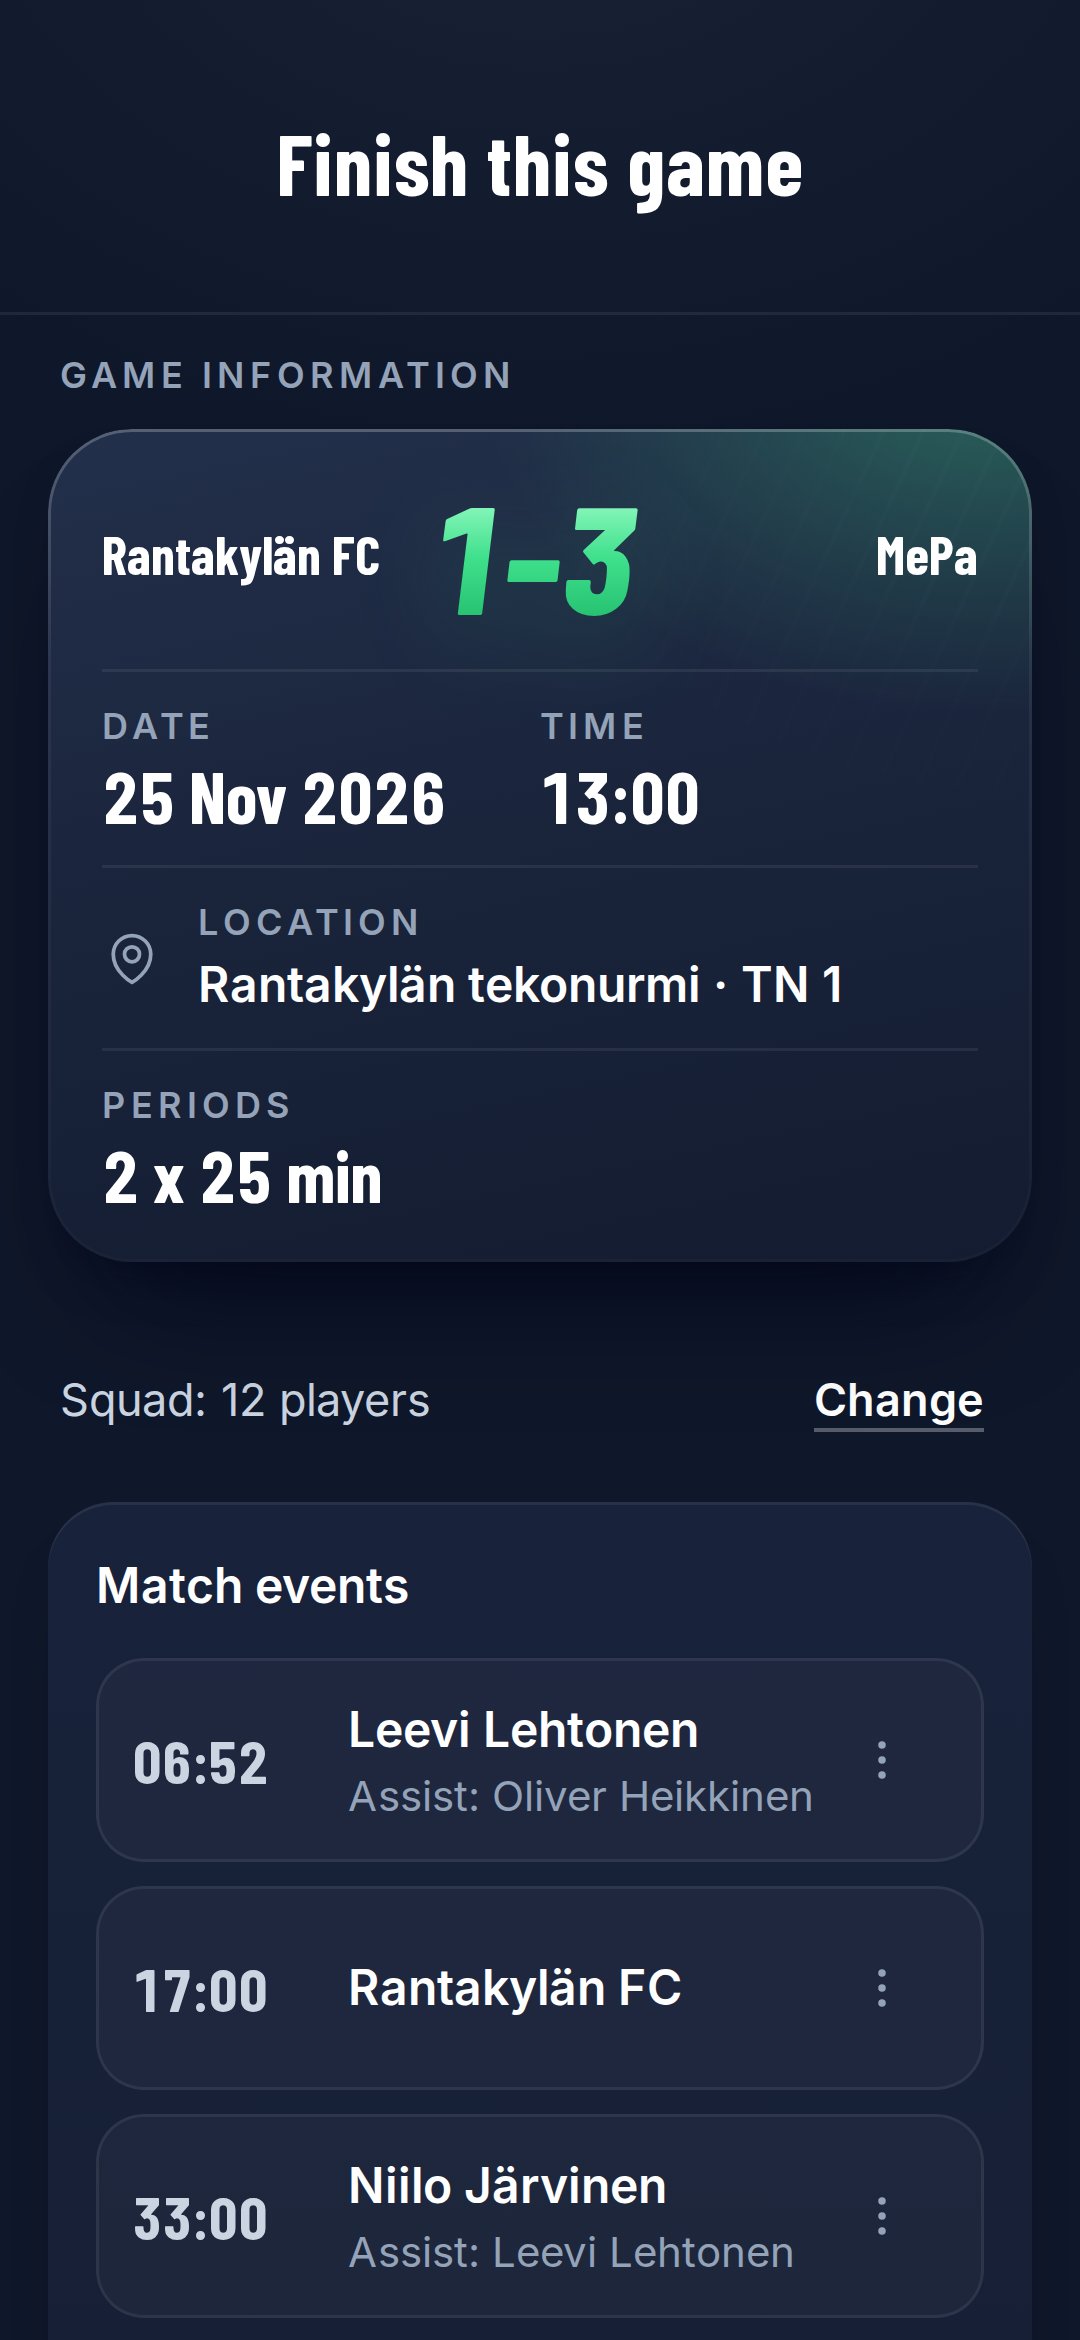 Finish this game
GAME INFORMATION
Rantakylän FC 1-3 MePa
DATE TIME
25 Nov 2026 13:00
LOCATION
Rantakylän tekonurmi · TN 1
PERIODS
2 x 25 min
Squad: 12 players Change
Match events
Leevi Lehtonen
06:52
Assist: Oliver Heikkinen
17:00 Rantakylän FC
Niilo Järvinen
33:00
Assist: Leevi Lehtonen